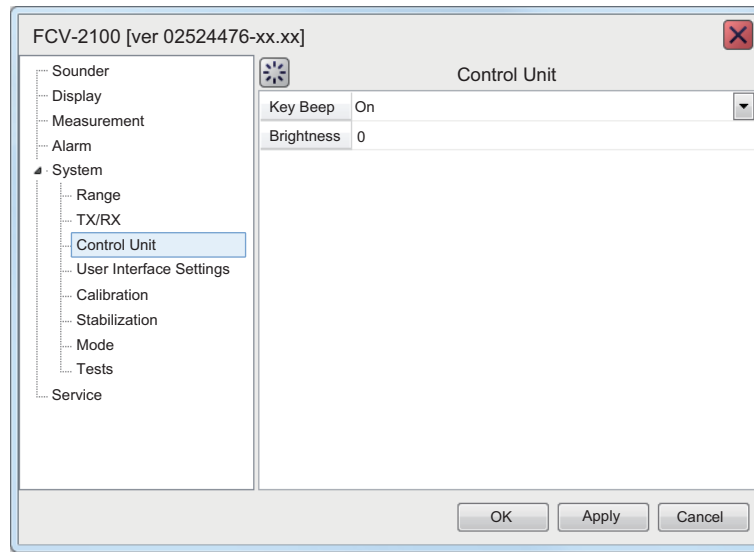 FCV-2100 [ver 02524476-xx.xx]
Sounder
Display
Measurement
Alarm
System
Range
TX/RX
Control Unit
User Interface Settings
Calibration
Stabilization
Mode
Tests
Service
Control Unit
Key Beep On
Brightness 0
OK Apply Cancel